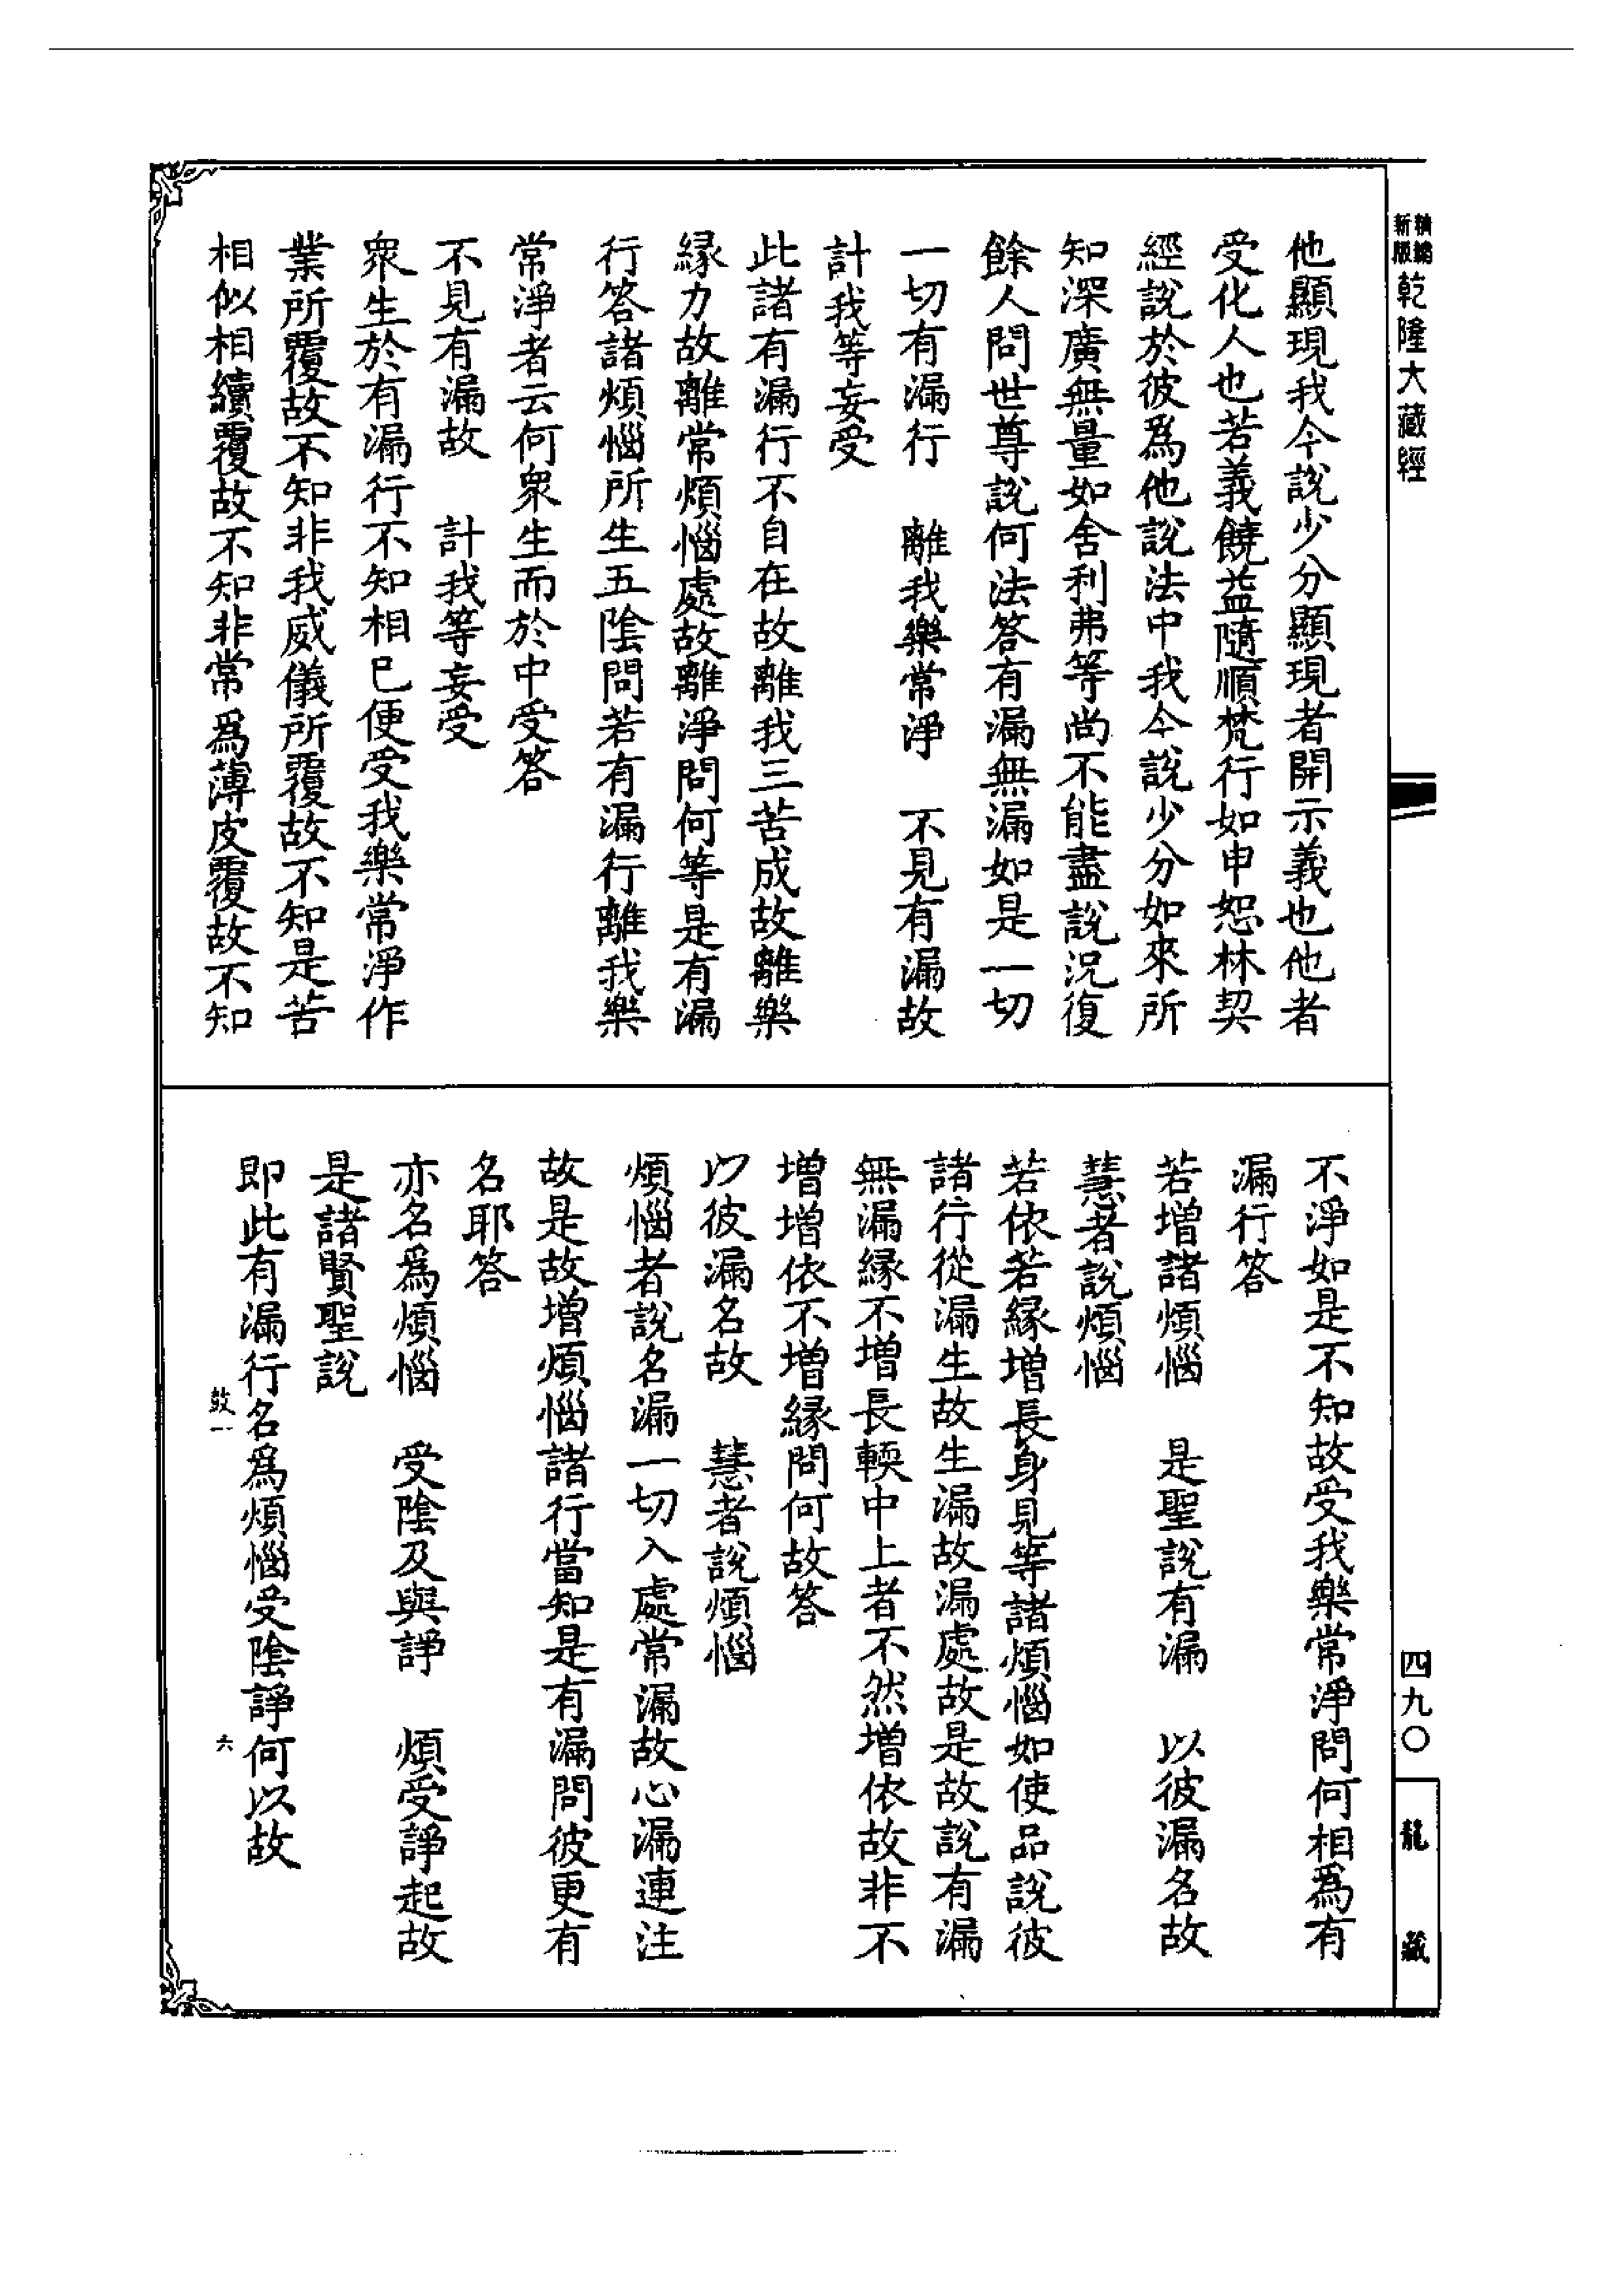 新編
新版
乾隆大藏經
他顯現我今說少分顯現者開示義也他者
受化人也若義饒益隨順梵行如申恕林契
經說於彼爲他說法中我今說少分如來所
知深廣無量如舍利弗等尚不能盡說況復
餘人問世尊說何法答有漏無漏如是一切
一切有漏行　離我樂常淨　不見有漏故
計我等妄受
此諸有漏行不自在故離我三苦成故離樂
緣力故離常煩惱處故離淨問何等是有漏
行答諸煩惱所生五陰問若有漏行離我樂
常淨者云何衆生而於中受答
不見有漏故　計我等妄受
衆生於有漏行不知相已便受我樂常淨作
業所覆故不知非我威儀所覆故不知是苦
相似相續覆故不知非常爲薄皮覆故不知
不淨如是不知故受我樂常淨問何相爲有
漏行答
若增諸煩惱　是聖說有漏　以彼漏名故
慧者說煩惱
若依若緣增長身見等諸煩惱如使品說彼
諸行從漏生故生漏故漏處故是故說有漏
無漏緣不增長輭中上者不然增依故非不
增增依不增緣問何故答
以彼漏名故　慧者說煩惱
煩惱者說名漏一切入處常漏故心漏連注
故是故增煩惱諸行當知是有漏問彼更有
名耶答
亦名爲煩惱　受陰及與諍　煩受諍起故
是諸賢聖說
即此有漏行名爲煩惱受陰諍何以故
六
四九〇
龍藏